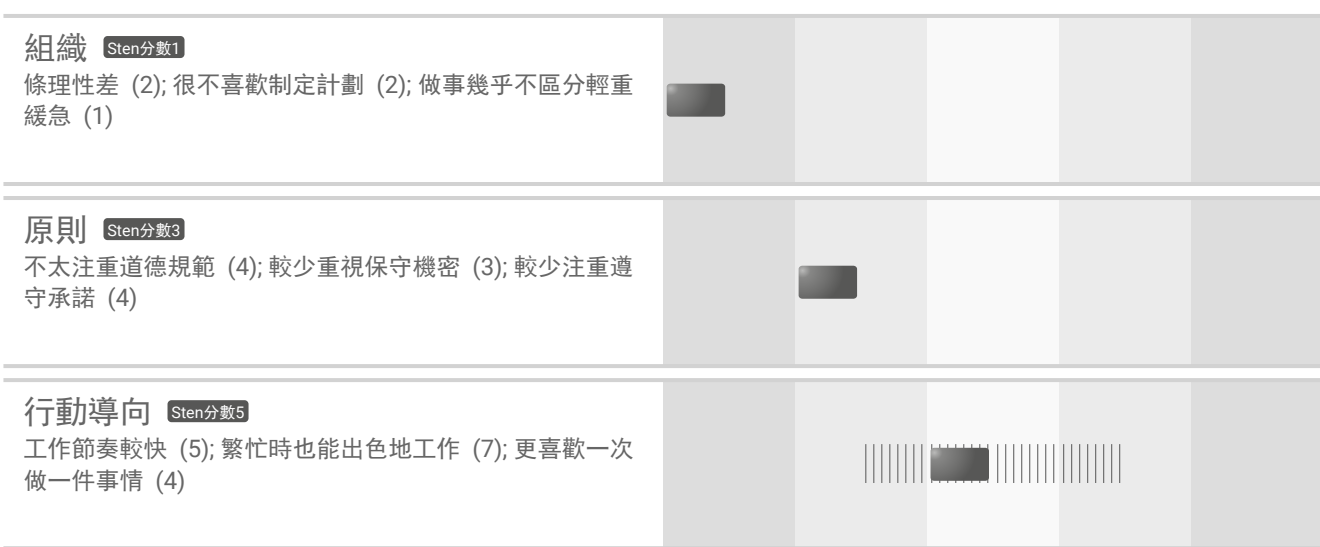 組織 Sten分數1
條理性差 (2); 很不喜歡制定計劃 (2); 做事幾乎不區分輕重
緩急 (1)
原則 Sten分數3
不太注重道德規範 (4); 較少重視保守機密 (3); 較少注重遵
守承諾 (4)
行動導向 Sten分數5
工作節奏較快 (5); 繁忙時也能出色地工作 (7); 更喜歡一次
做一件事情 (4)